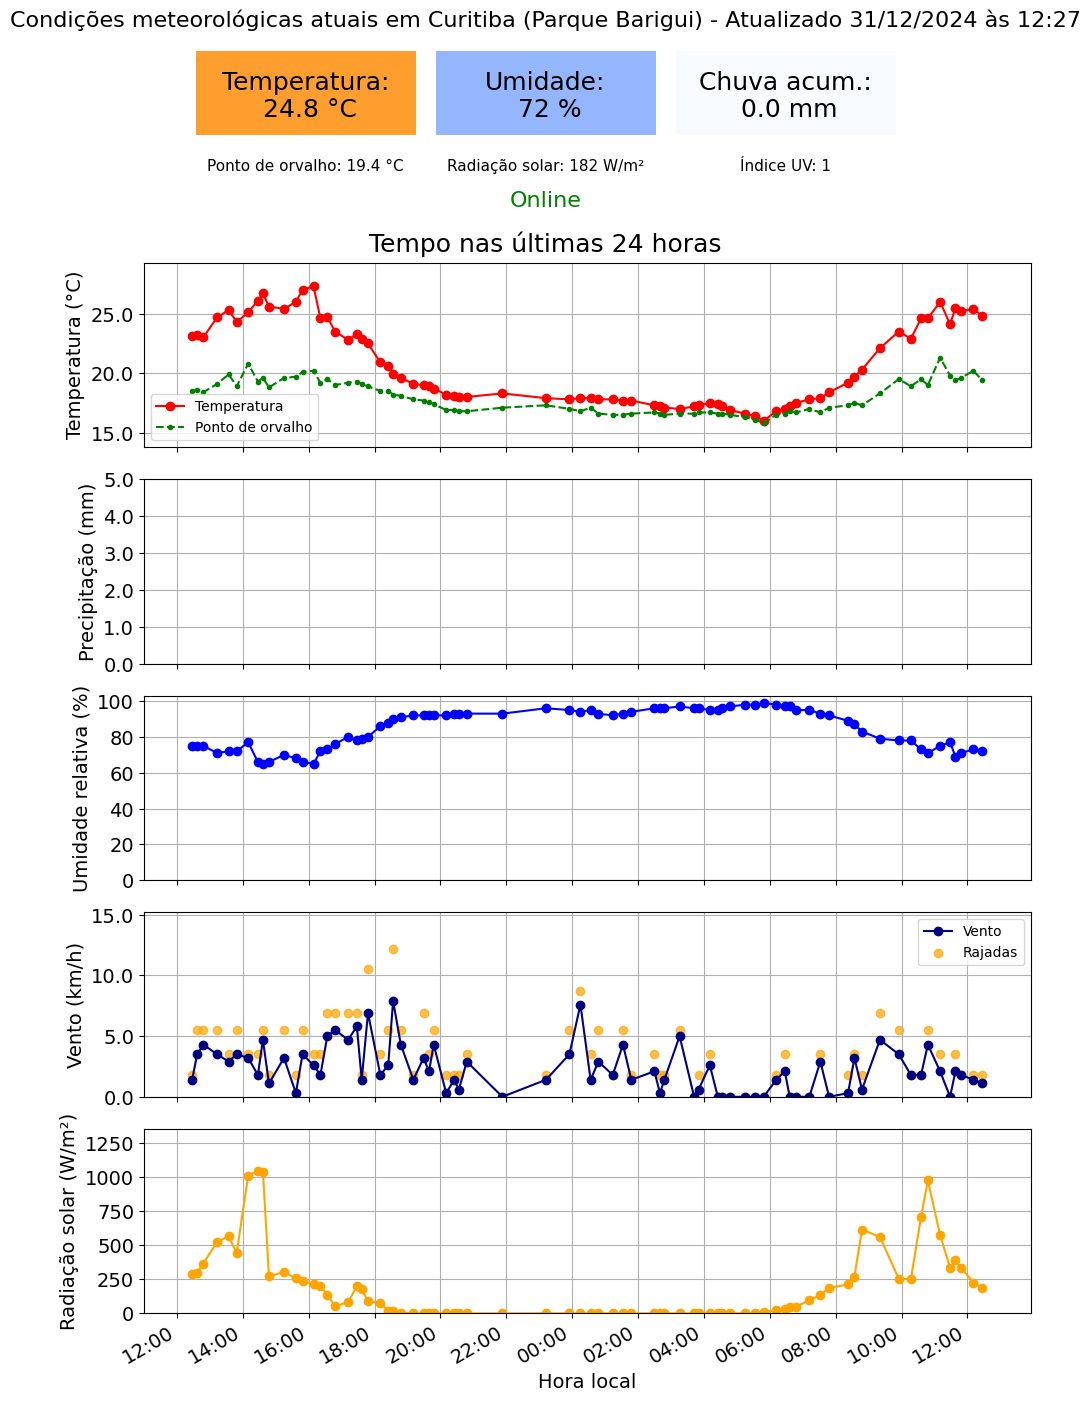 Condições meteorológicas atuais em Curitiba (Parque Barigui) - Atualizado 31/12/2024 às 12:27
Temperatura:
24.8 °C
Umidade:
72 %
Chuva acum.:
0.0 mm
Ponto de orvalho: 19.4 °C
Radiação solar: 182 W/m²
Índice UV: 1
Online
Tempo nas últimas 24 horas
Temperatura (°C)
25.0
20.0
15.0
Temperatura
Ponto de orvalho
Precipitação (mm)
5.0
4.0
3.0
2.0
1.0
0.0
Umidade relativa (%)
100
80
60
40
20
0
Vento (km/h)
15.0
10.0
5.0
0.0
Vento
Rajadas
Radiação solar (W/m²)
1250
1000
750
500
250
0
12:00
14:00
16:00
18:00
20:00
22:00
00:00
02:00
04:00
06:00
08:00
10:00
12:00
Hora local